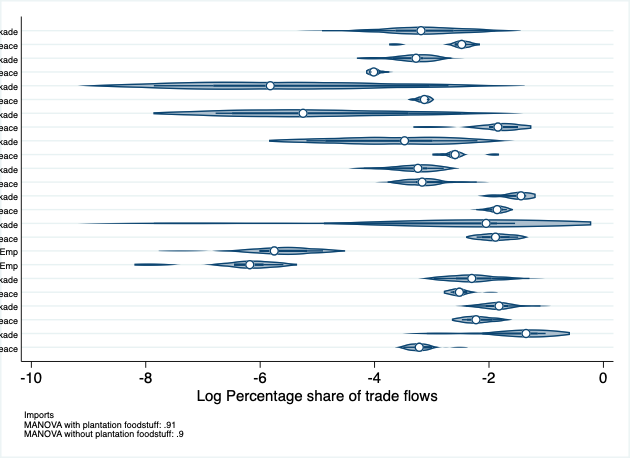 kade
eace
kade
eace
kade
eace
kade
eace
kade
eace
kade
eace
kade
eace
kade
eace
Emp
Emp
kade
eace
kade
eace
kade
eace
-10 -8 -6 -4 -2 0
Log Percentage share of trade flows
Imports
MANOVA with plantation foodstuff: .91
MANOVA without plantation foodstuff: .9